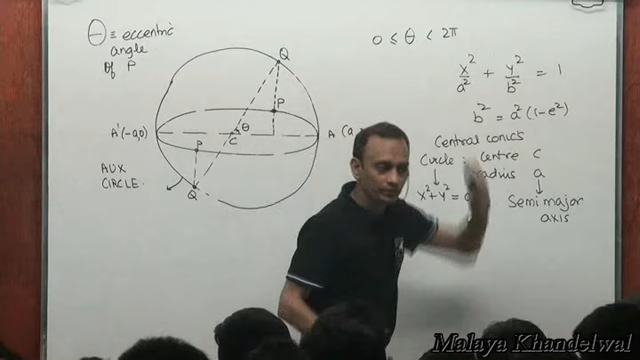 θ ≡ eccentric
angle
of P
0 ≤ θ < 2π
x²/a² + y²/b² = 1
b² = a²(1-e²)
Central conics
Circle centre C
radius a
x²+y² =
Semi major
axis
Q
P
A'(-a,0)
θ
C
A (a
P
AUX
CIRCLE
Q
Malaya Khandelwal